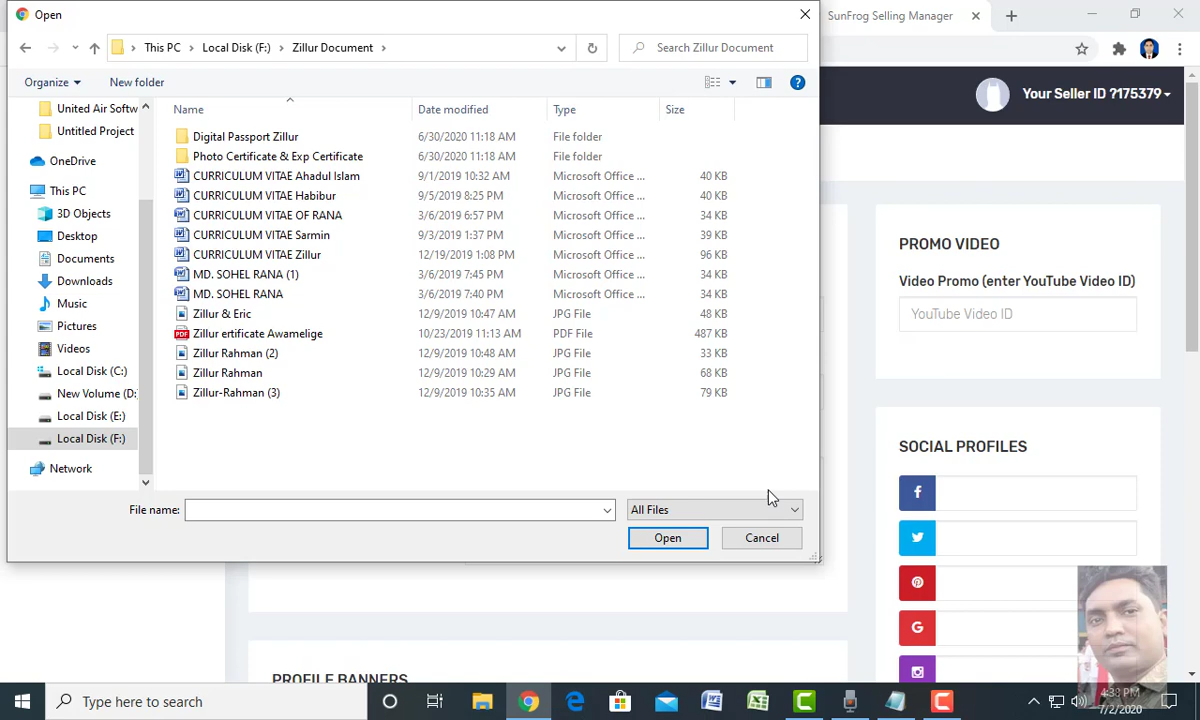 Open
SunFrog Selling Manager
This PC
Local Disk (F:)
Zillur Document
Search Zillur Document
Organize
New folder
Your Seller ID ?175379
Name
Date modified
Type
Size
United Air Softw
Untitled Project
OneDrive
This PC
3D Objects
Desktop
Documents
Downloads
Music
Pictures
Videos
Local Disk (C:)
New Volume (D:
Local Disk (E:)
Local Disk (F:)
Network
Digital Passport Zillur 6/30/2020 11:18 AM File folder
Photo Certificate & Exp Certificate 6/30/2020 11:18 AM File folder
CURRICULUM VITAE Ahadul Islam 9/1/2019 10:32 AM Microsoft Office ... 40 KB
CURRICULUM VITAE Habibur 9/5/2019 8:25 PM Microsoft Office ... 40 KB
CURRICULUM VITAE OF RANA 3/6/2019 6:57 PM Microsoft Office ... 34 KB
CURRICULUM VITAE Sarmin 9/3/2019 1:37 PM Microsoft Office ... 39 KB
CURRICULUM VITAE Zillur 12/19/2019 1:08 PM Microsoft Office ... 96 KB
MD. SOHEL RANA (1) 3/6/2019 7:45 PM Microsoft Office ... 34 KB
MD. SOHEL RANA 3/6/2019 7:40 PM Microsoft Office ... 34 KB
Zillur & Eric 12/9/2019 10:47 AM JPG File 48 KB
Zillur ertificate Awamelige 10/23/2019 11:13 AM PDF File 487 KB
Zillur Rahman (2) 12/9/2019 10:48 AM JPG File 33 KB
Zillur Rahman 12/9/2019 10:29 AM JPG File 68 KB
Zillur-Rahman (3) 12/9/2019 10:35 AM JPG File 79 KB
File name:
All Files
Open
Cancel
PROMO VIDEO
Video Promo (enter YouTube Video ID)
YouTube Video ID
SOCIAL PROFILES
PROFILE BANNERS
Type here to search
4:38 PM
7/2/2020